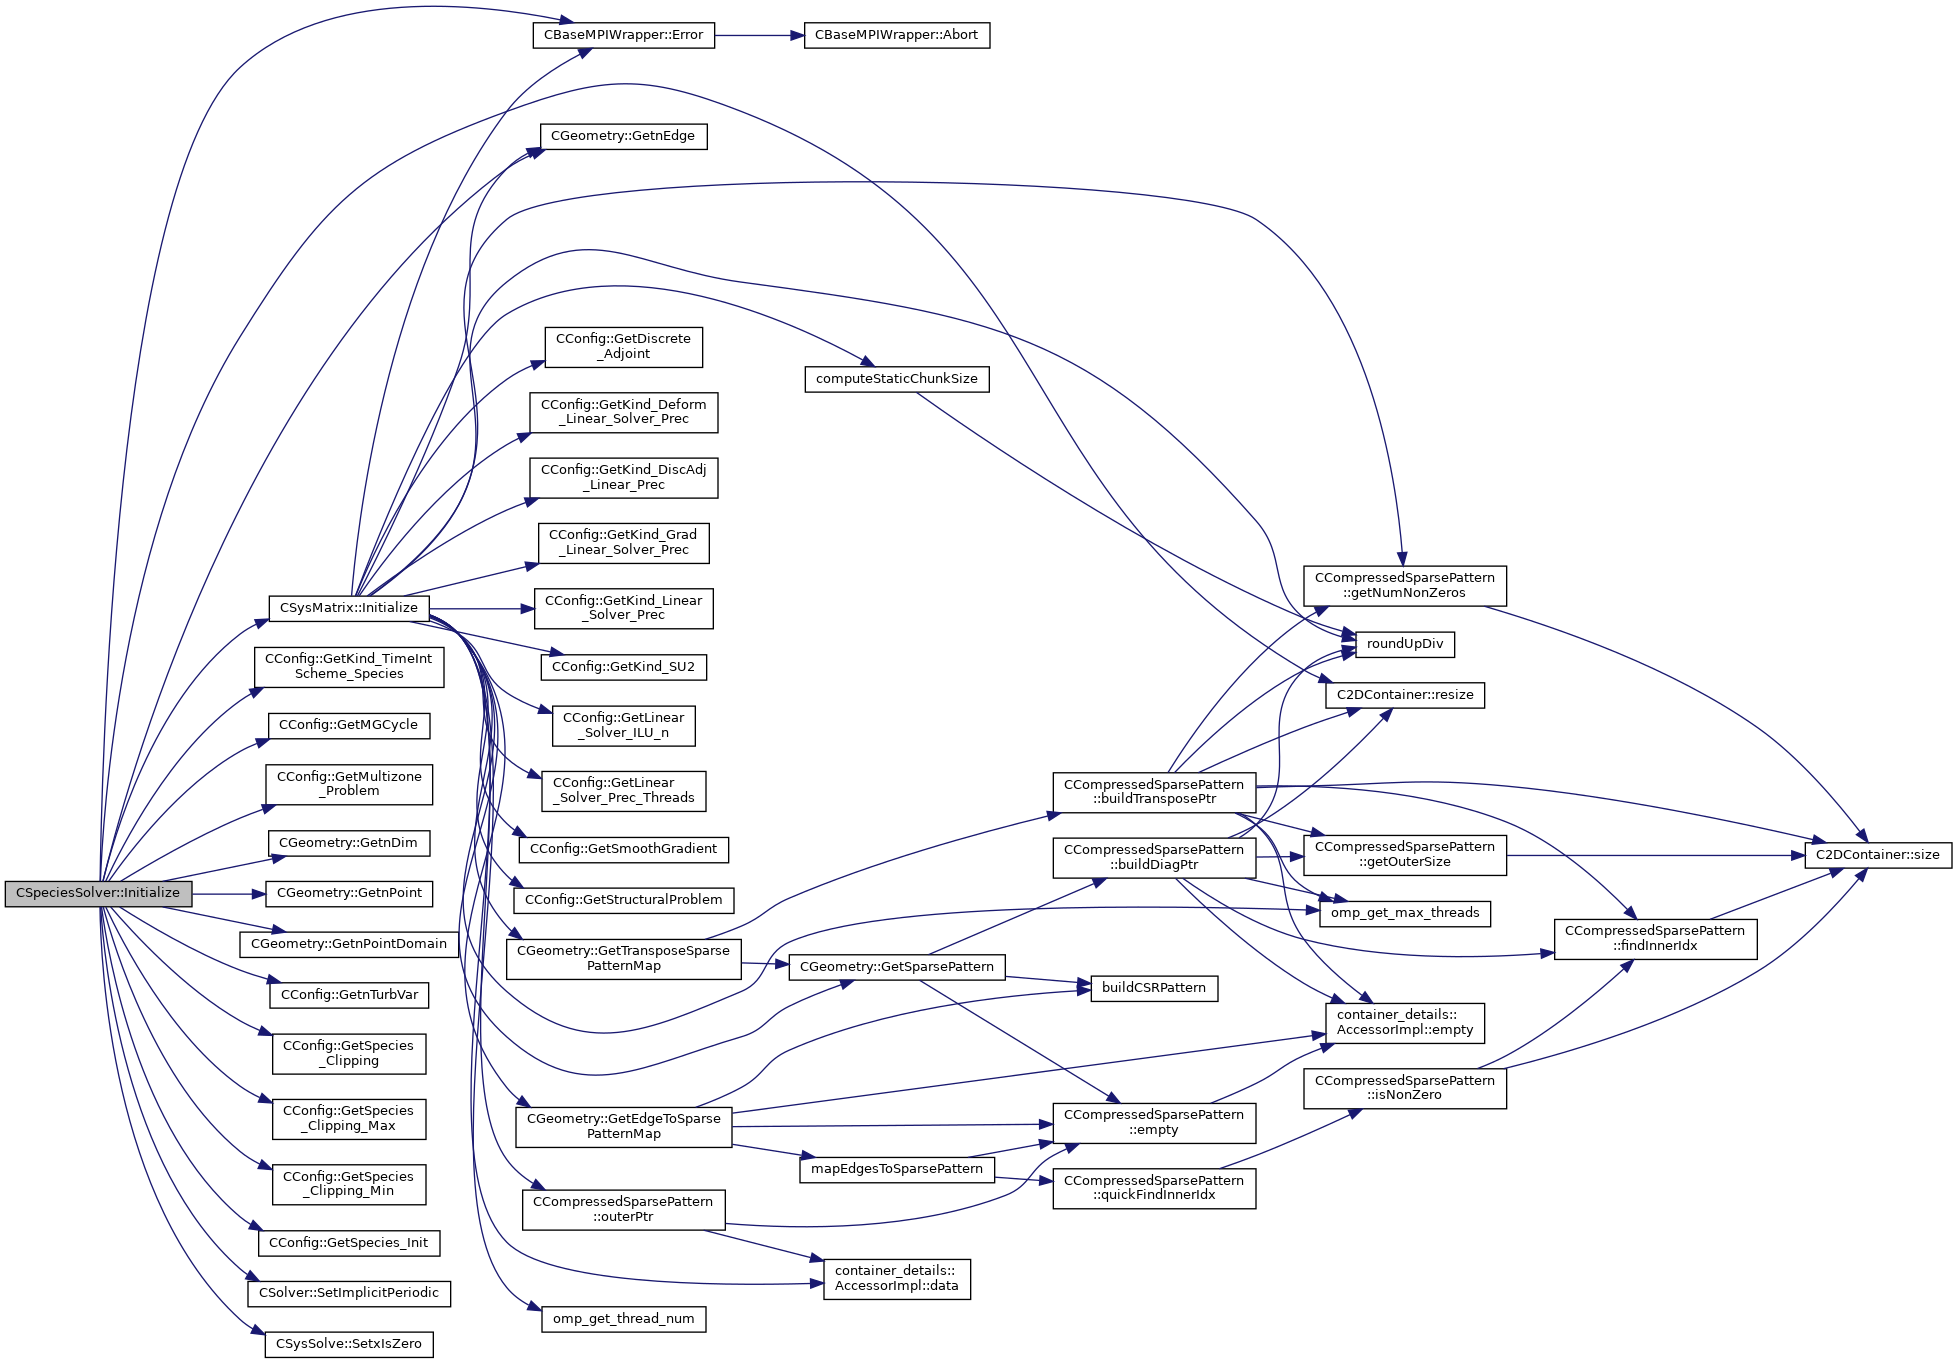 CSpeciesSolver::Initialize
CBaseMPIWrapper::Error
CBaseMPIWrapper::Abort
CGeometry::GetnEdge
CSysMatrix::Initialize
CConfig::GetKind_TimeInt
Scheme_Species
CConfig::GetMGCycle
CConfig::GetMultizone
_Problem
CGeometry::GetnDim
CGeometry::GetnPoint
CGeometry::GetnPointDomain
CConfig::GetnTurbVar
CConfig::GetSpecies
_Clipping
CConfig::GetSpecies
_Clipping_Max
CConfig::GetSpecies
_Clipping_Min
CConfig::GetSpecies_Init
CSolver::SetImplicitPeriodic
CSysSolve::SetxIsZero
CConfig::GetDiscrete
_Adjoint
CConfig::GetKind_Deform
_Linear_Solver_Prec
CConfig::GetKind_DiscAdj
_Linear_Prec
CConfig::GetKind_Grad
_Linear_Solver_Prec
CConfig::GetKind_Linear
_Solver_Prec
CConfig::GetKind_SU2
CConfig::GetLinear
_Solver_ILU_n
CConfig::GetLinear
_Solver_Prec_Threads
CConfig::GetSmoothGradient
CConfig::GetStructuralProblem
CGeometry::GetTransposeSparse
PatternMap
CGeometry::GetEdgeToSparse
PatternMap
CCompressedSparsePattern
::outerPtr
omp_get_thread_num
computeStaticChunkSize
CGeometry::GetSparsePattern
mapEdgesToSparsePattern
container_details::
AccessorImpl::data
CCompressedSparsePattern
::buildTransposePtr
CCompressedSparsePattern
::buildDiagPtr
buildCSRPattern
CCompressedSparsePattern
::empty
CCompressedSparsePattern
::quickFindInnerIdx
CCompressedSparsePattern
::getNumNonZeros
roundUpDiv
C2DContainer::resize
CCompressedSparsePattern
::getOuterSize
omp_get_max_threads
container_details::
AccessorImpl::empty
CCompressedSparsePattern
::isNonZero
CCompressedSparsePattern
::findInnerIdx
C2DContainer::size